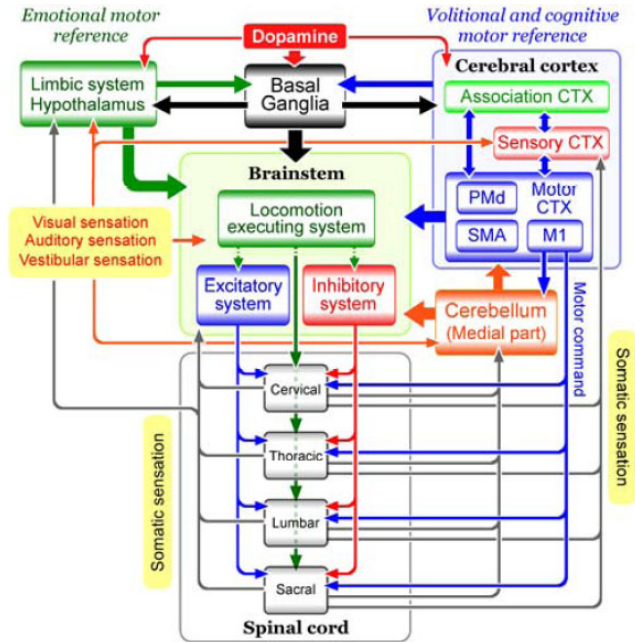 Emotional motor
reference
Dopamine
Volitional and cognitive
motor reference
Limbic system
Hypothalamus
Basal
Ganglia
Cerebral cortex
Association CTX
Sensory CTX
Brainstem
Locomotion
executing system
PMd
Motor
CTX
SMA
M1
Visual sensation
Auditory sensation
Vestibular sensation
Excitatory
system
Inhibitory
system
Cerebellum
(Medial part)
Motor command
Cervical
Thoracic
Lumbar
Sacral
Somatic sensation
Somatic sensation
Spinal cord